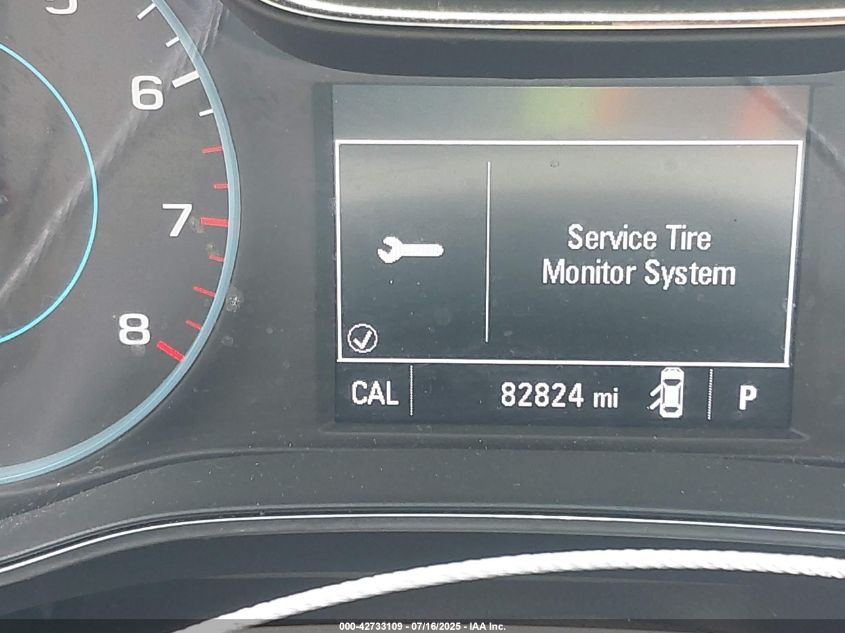 6
7
8
Service Tire
Monitor System
CAL 82824 mi P
000-42733109 - 07/16/2025 - IAA Inc.